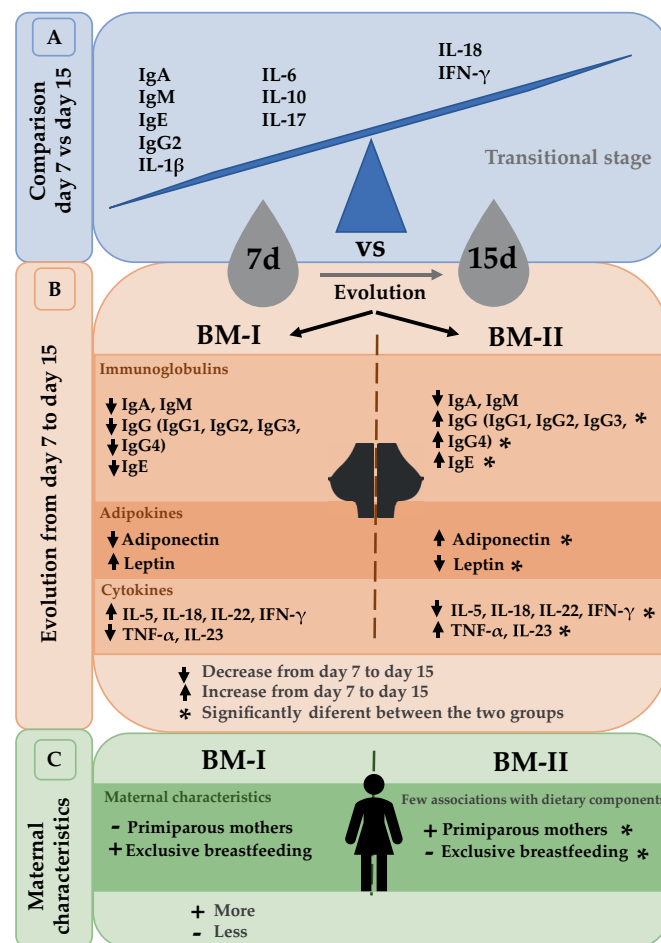 A
Comparison
day 7 vs day 15
IgA
IgM
IgE
IgG2
IL-1β
IL-6
IL-10
IL-17
IL-18
IFN-γ
Transitional stage
7d
vs
15d
Evolution
B
Evolution from day 7 to day 15
BM-I
BM-II
Immunoglobulins
IgA, IgM
IgG (IgG1, IgG2, IgG3,
IgG4)
IgE
IgA, IgM
IgG (IgG1, IgG2, IgG3, *
IgG4) *
IgE *
Adipokines
Adiponectin
Leptin
Adiponectin *
Leptin *
Cytokines
IL-5, IL-18, IL-22, IFN-γ
TNF-α, IL-23
IL-5, IL-18, IL-22, IFN-γ *
TNF-α, IL-23 *
Decrease from day 7 to day 15
Increase from day 7 to day 15
* Significantly diferent between the two groups
C
Maternal
characteristics
BM-I
BM-II
Maternal characteristics
- Primiparous mothers
+ Exclusive breastfeeding
Few associations with dietary components
+ Primiparous mothers *
- Exclusive breastfeeding *
+ More
- Less